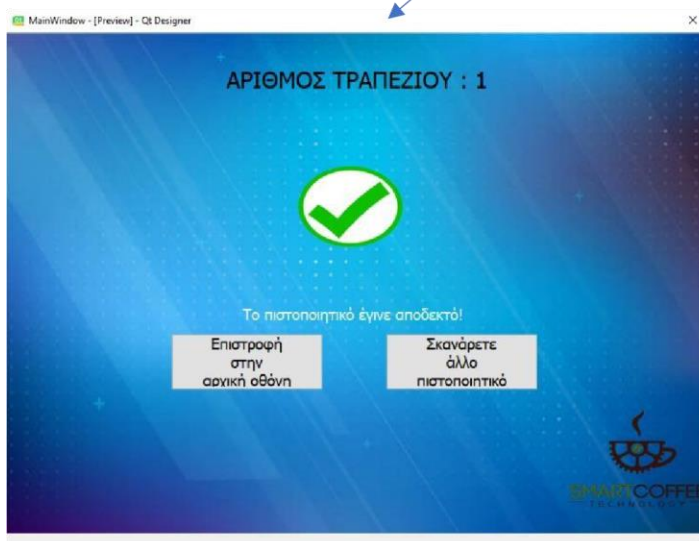 MainWindow - [Preview] - Qt Designer
ΑΡΙΘΜΟΣ ΤΡΑΠΕΖΙΟΥ : 1
Το πιστοποιητικό έγινε αποδεκτό!
Επιστροφή
στην
αρχική οθόνη
Σκανάρετε
άλλο
πιστοποιητικό
SMARTCOFFEE
TECHNOLOGY